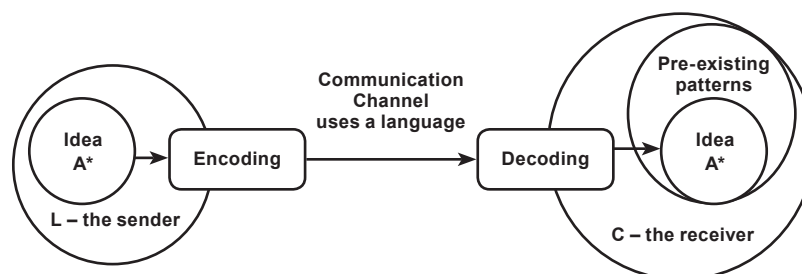 Communication
Channel
uses a language
Pre-existing
patterns
Idea
A*
Encoding
Decoding
Idea
A*
L – the sender
C – the receiver